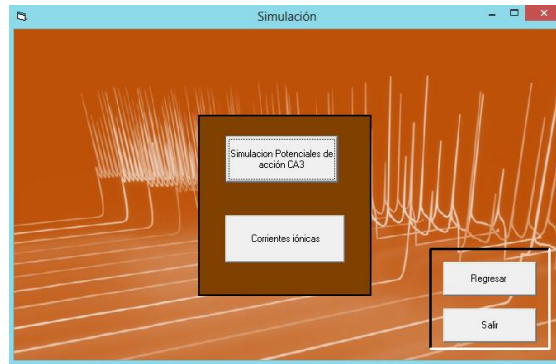 Simulación
Simulacion Potenciales de
acción CA3
Corrientes iónicas
Regresar
Salir